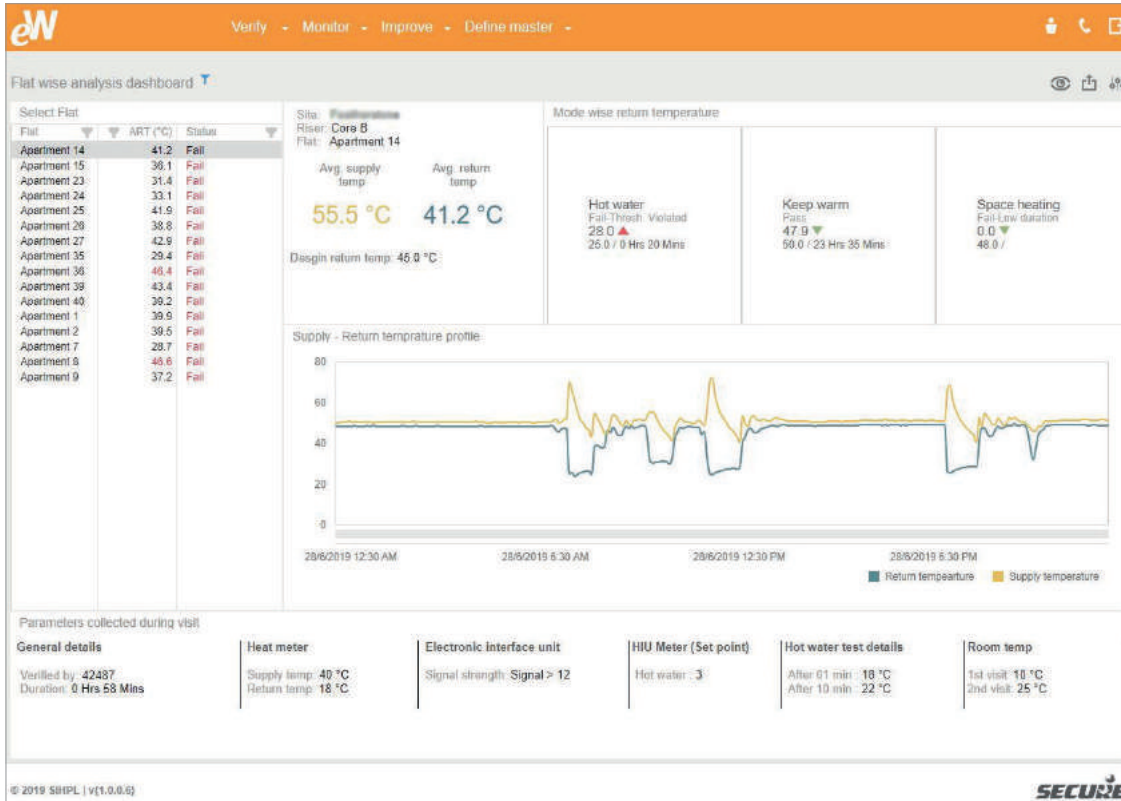 eW
Verify Monitor Improve Define master
Flat wise analysis dashboard
Select Flat
Flat ART (°C) Status
Apartment 14 41.2 Fail
Apartment 15 36.1 Fail
Apartment 23 31.4 Fail
Apartment 24 33.1 Fail
Apartment 25 41.9 Fail
Apartment 26 38.8 Fail
Apartment 27 42.9 Fail
Apartment 35 29.4 Fail
Apartment 36 46.4 Fail
Apartment 39 43.4 Fail
Apartment 40 39.2 Fail
Apartment 1 39.9 Fail
Apartment 2 39.5 Fail
Apartment 7 28.7 Fail
Apartment 8 46.6 Fail
Apartment 9 37.2 Fail
Site:
Riser: Core B
Flat: Apartment 14
Avg. supply temp
Avg. return temp
55.5 °C 41.2 °C
Desgin return temp: 45.0 °C
Mode wise return temperature
Hot water
Fail-Thresh. Violated
28.0
25.0 / 0 Hrs 20 Mins
Keep warm
Pass
47.9
50.0 / 23 Hrs 35 Mins
Space heating
Fail-Low duration
0.0
48.0 /
Supply - Return temprature profile
80
60
40
20
0
28/6/2019 12:30 AM 28/6/2019 6:30 AM 28/6/2019 12:30 PM 28/6/2019 6:30 PM
Return tempearture Supply temperature
Parameters collected during visit
General details
Verified by: 42487
Duration: 0 Hrs 58 Mins
Heat meter
Supply temp: 40 °C
Return temp: 18 °C
Electronic interface unit
Signal strength: Signal > 12
HIU Meter (Set point)
Hot water : 3
Hot water test details
After 01 min : 18 °C
After 10 min : 22 °C
Room temp
1st visit: 10 °C
2nd visit: 25 °C
© 2019 SIHPL | v(1.0.0.6)
SECURE